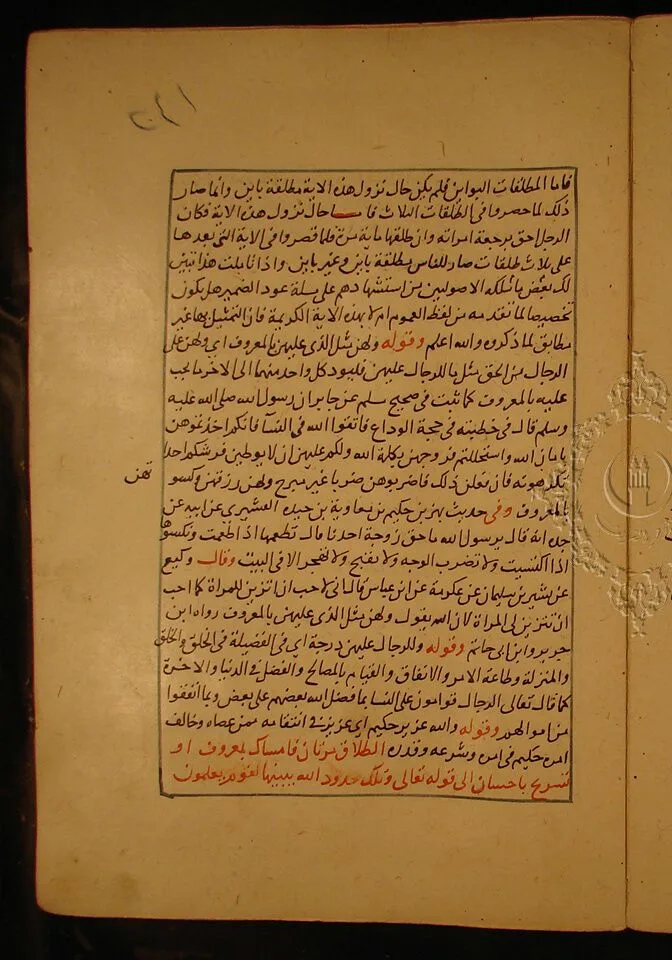 ٢٤١
فاما المطلقات البواين فلم يكن حال نزول هذه الاية مطلقة باين وانما صار
ذلك لما حصروا في الطلقات الثلاث فاما حال نزول هذه الاية فكان
الرجل احق برجعة امراته وان طلقها ماية مرة فلما قصروا في الاية التي بعدها
على ثلاث طلقات صار للناس مطلقة باين وغير باين واذا تاملت هذا تبين
لك ضعف ما سلكه الاصوليين من استشهادهم على مسلة عود الضمير هل يكون
تخصيصا لما تقدمه من لفظ العموم ام لا بهذه الاية الكريمة فان التمثيل بها غير
مطابق لما ذكروه والله اعلم وقوله ولهن مثل الذي عليهن بالمعروف اي ولهن على
الرجال من الحق مثل ما للرجال عليهن فليود كل واحد منهما الى الاخر ما يجب
عليه بالمعروف كما ثبت في صحيح مسلم عن جابر ان رسول الله صلى الله عليه
وسلم قال في خطبته في حجة الوداع فاتقوا الله في النسآ فانكم اخذتموهن
بامان الله واستحللتم فروجهن بكلمة الله ولكم عليهن ان لا يوطين فرشكم احدا
تكرهونه فان فعلن ذلك فاضربوهن ضربا غير مبرح ولهن رزقهن وكسو
تهن
بالمعروف وفي حديث بهز بن حكيم بن معاوية بن حيده القشيري عن ابيه عن
جده انه قال يرسول الله ما حق زوجة احدنا قال تطعمها اذا طعمت وتكسوها
اذا اكتسيت ولا تضرب الوجه ولا تقبح ولا تهجر الا في البيت وقال وكيع
عن بشير بن سليمان عن عكرمة عن ابن عباس قال اني لاحب ان اتزين للمراة كما احب
ان تتزين لي المراة لان الله يقول ولهن مثل الذي عليهن بالمعروف رواه ابن
جرير وابن ابي حاتم وقوله وللرجال عليهن درجة اي في الفضيلة في الخلق والخلق
والمنزلة وطاعة الامر والانفاق والقيام بالمصالح والفضل في الدنيا والاخرة
كما قال تعالى الرجال قوامون على النسا بما فضل الله بعضهم على بعض وبما انفقوا
من اموالهم وقوله والله عزيز حكيم اي عزيز في انتقامه ممن عصاه وخالف
امره حكيم في امره وشرعه وقدره الطلاق مرتان فامساك بمعروف او
تسريح باحسان الى قوله تعالى وتلك حدود الله يبينها لقوم يعلمون